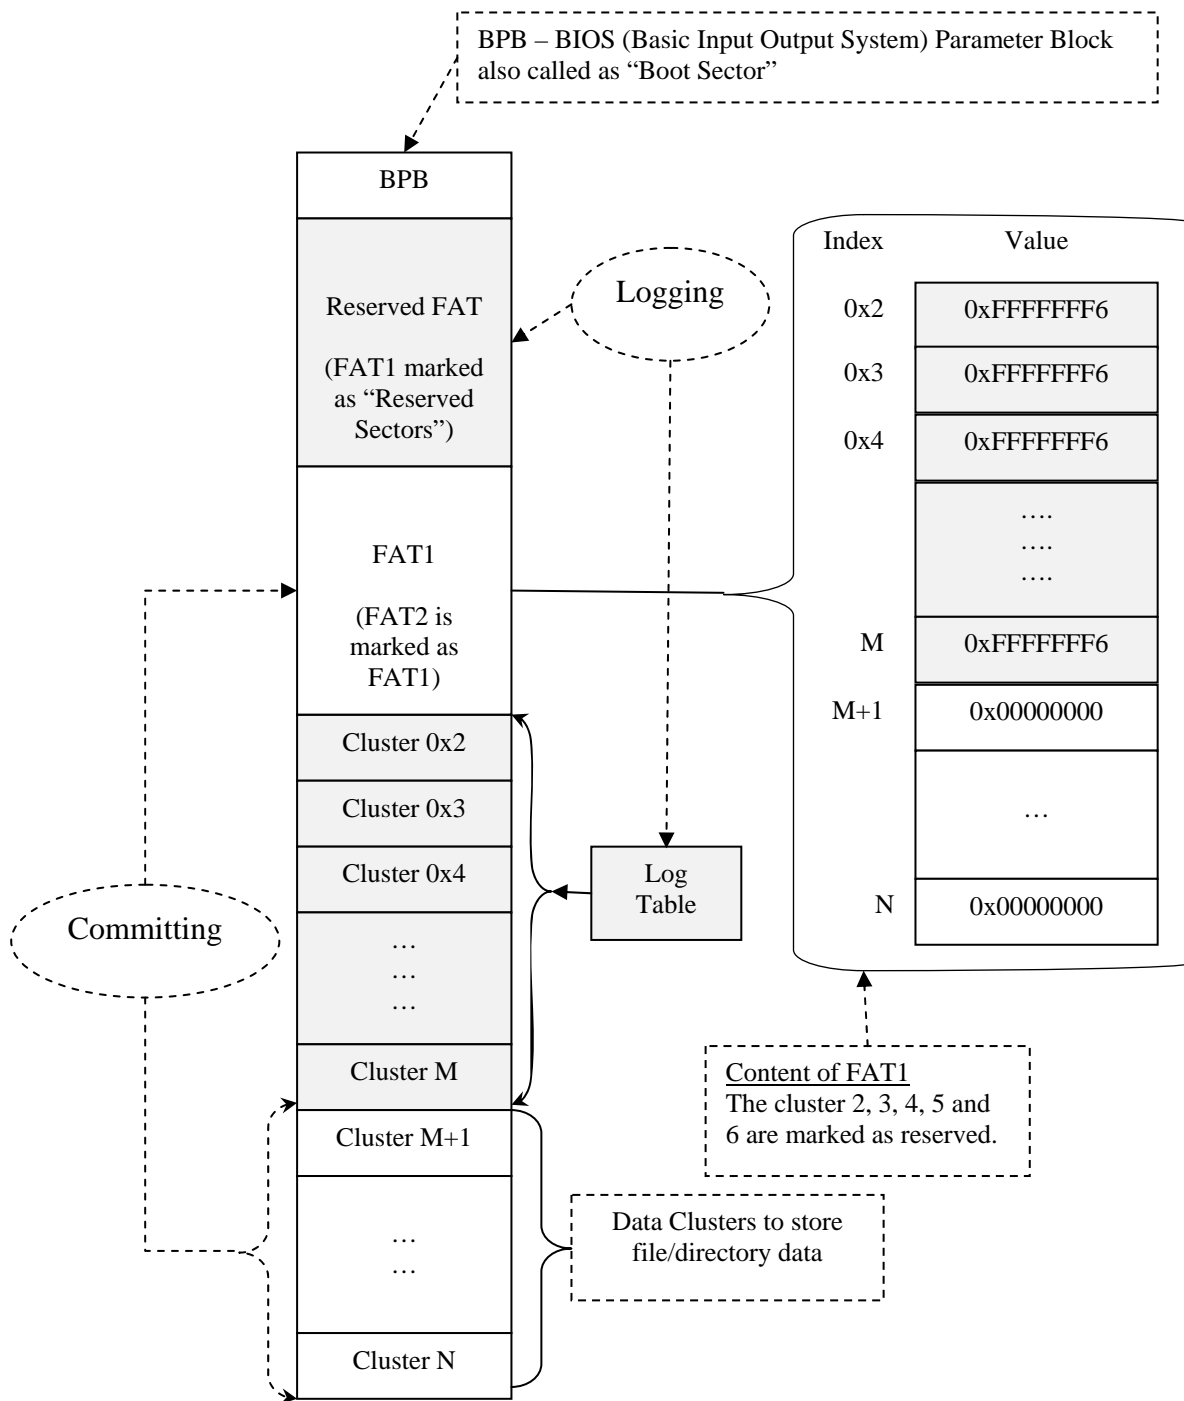 BPB – BIOS (Basic Input Output System) Parameter Block
also called as “Boot Sector”
BPB
Reserved FAT
(FAT1 marked
as “Reserved
Sectors”)
Logging
Index Value
0x2 0xFFFFFFF6
0x3 0xFFFFFFF6
0x4 0xFFFFFFF6
….
….
….
M 0xFFFFFFF6
M+1 0x00000000
…
N 0x00000000
FAT1
(FAT2 is
marked as
FAT1)
Cluster 0x2
Cluster 0x3
Cluster 0x4
…
…
…
Cluster M
Cluster M+1
…
…
Cluster N
Log
Table
Committing
Content of FAT1
The cluster 2, 3, 4, 5 and
6 are marked as reserved.
Data Clusters to store
file/directory data